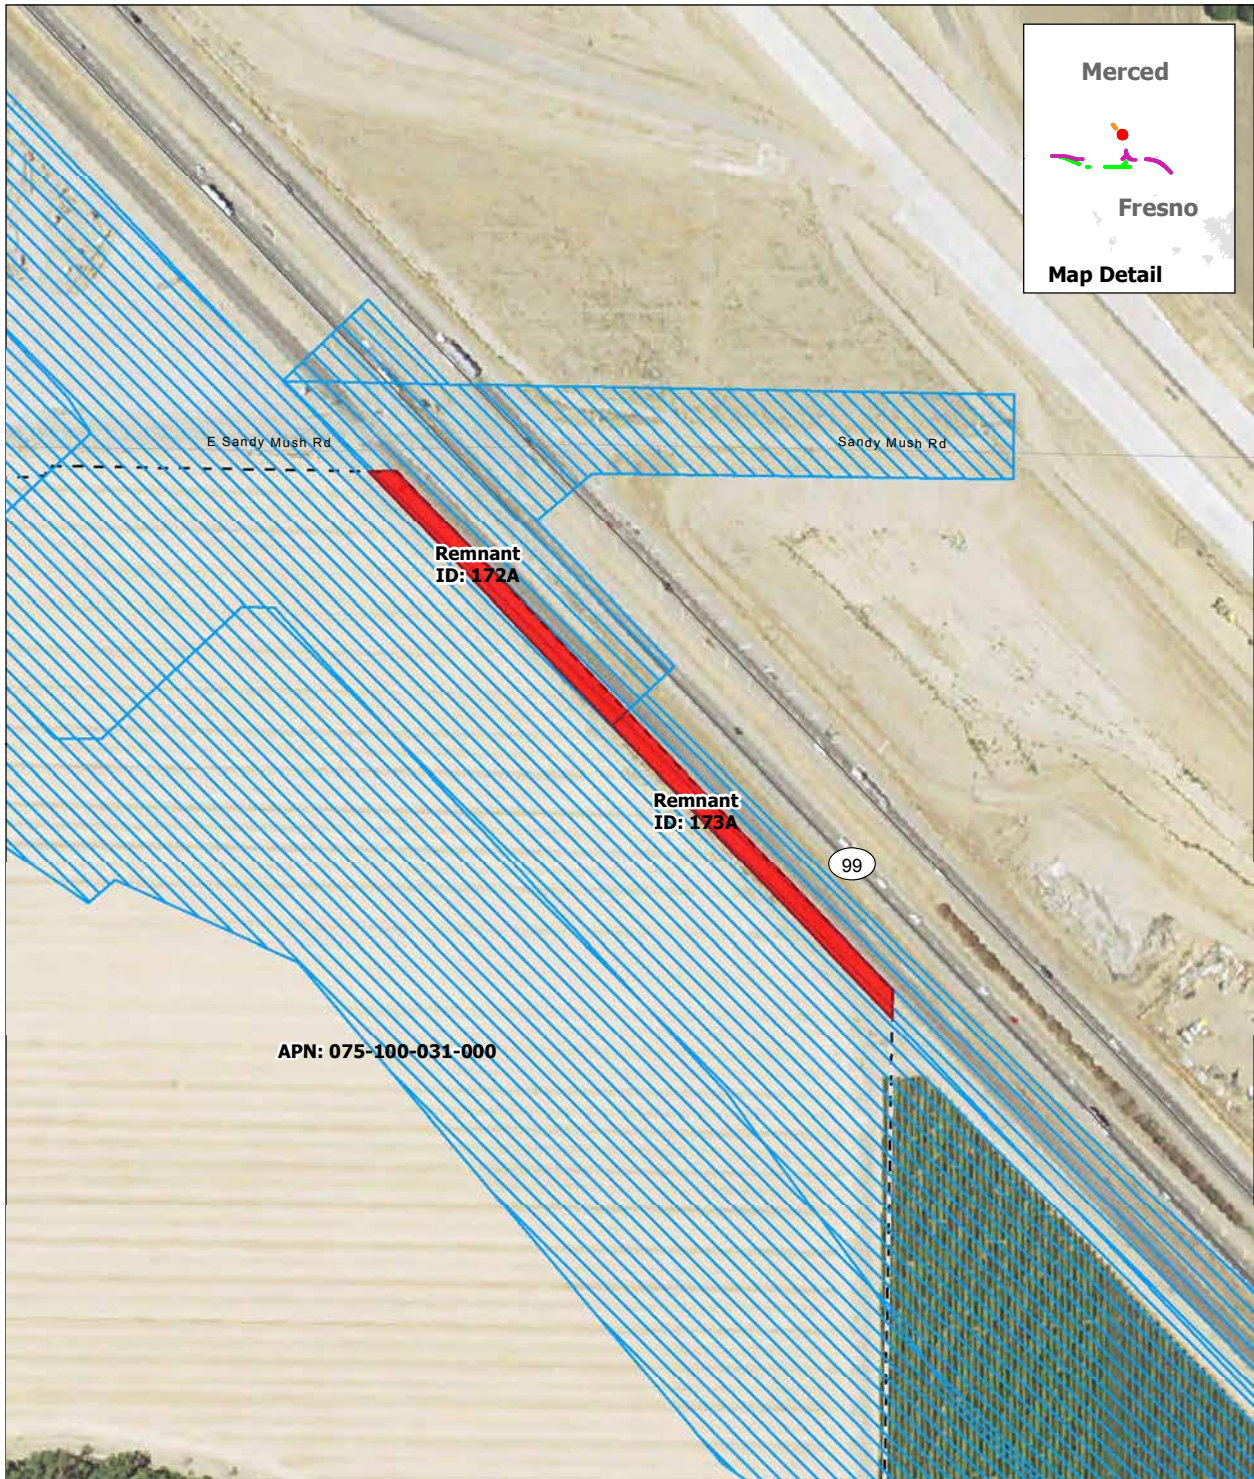 Merced
Fresno
Map Detail
E Sandy Mush Rd
Sandy Mush Rd
Remnant
ID: 172A
Remnant
ID: 173A
99
APN: 075-100-031-000